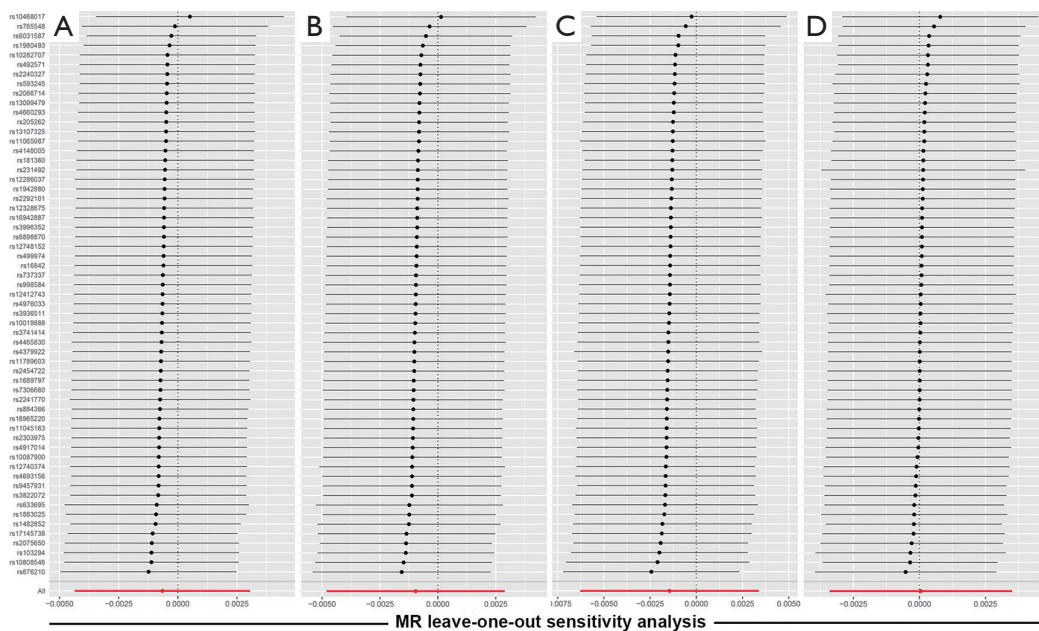 A
B
C
D
rs10468017
rs765548
rs6031587
rs1980493
rs10282707
rs492571
rs2240327
rs593245
rs2066714
rs13099479
rs4660293
rs205262
rs13107325
rs11065987
rs4148005
rs181360
rs231492
rs12286037
rs1942880
rs2292101
rs12328675
rs16942887
rs3996352
rs6898870
rs12748152
rs499974
rs16842
rs737337
rs998584
rs12412743
rs4976033
rs3936511
rs10019888
rs3741414
rs4465830
rs4379922
rs11789603
rs2454722
rs1689797
rs7306660
rs2241770
rs884366
rs16965220
rs11045163
rs2303975
rs4917014
rs10087900
rs12740374
rs4693156
rs9457931
rs3822072
rs633695
rs1883025
rs1482852
rs17145738
rs2075650
rs103294
rs10808546
rs676210
All
−0.0050 −0.0025 0.0000 0.0025
−0.0050 −0.0025 0.0000 0.0025
0.0075 −0.0050 −0.0025 0.0000 0.0025 0.0050
−0.0025 0.0000 0.0025
MR leave-one-out sensitivity analysis